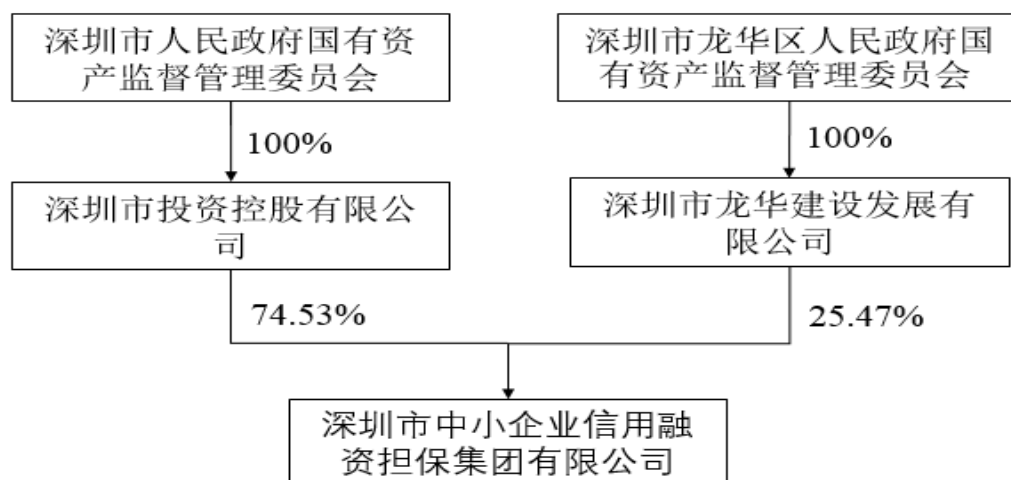 深圳市人民政府国有资
产监督管理委员会
深圳市龙华区人民政府国
有资产监督管理委员会
100%
100%
深圳市投资控股有限公
司
深圳市龙华建设发展有
限公司
74.53%
25.47%
深圳市中小企业信用融
资担保集团有限公司